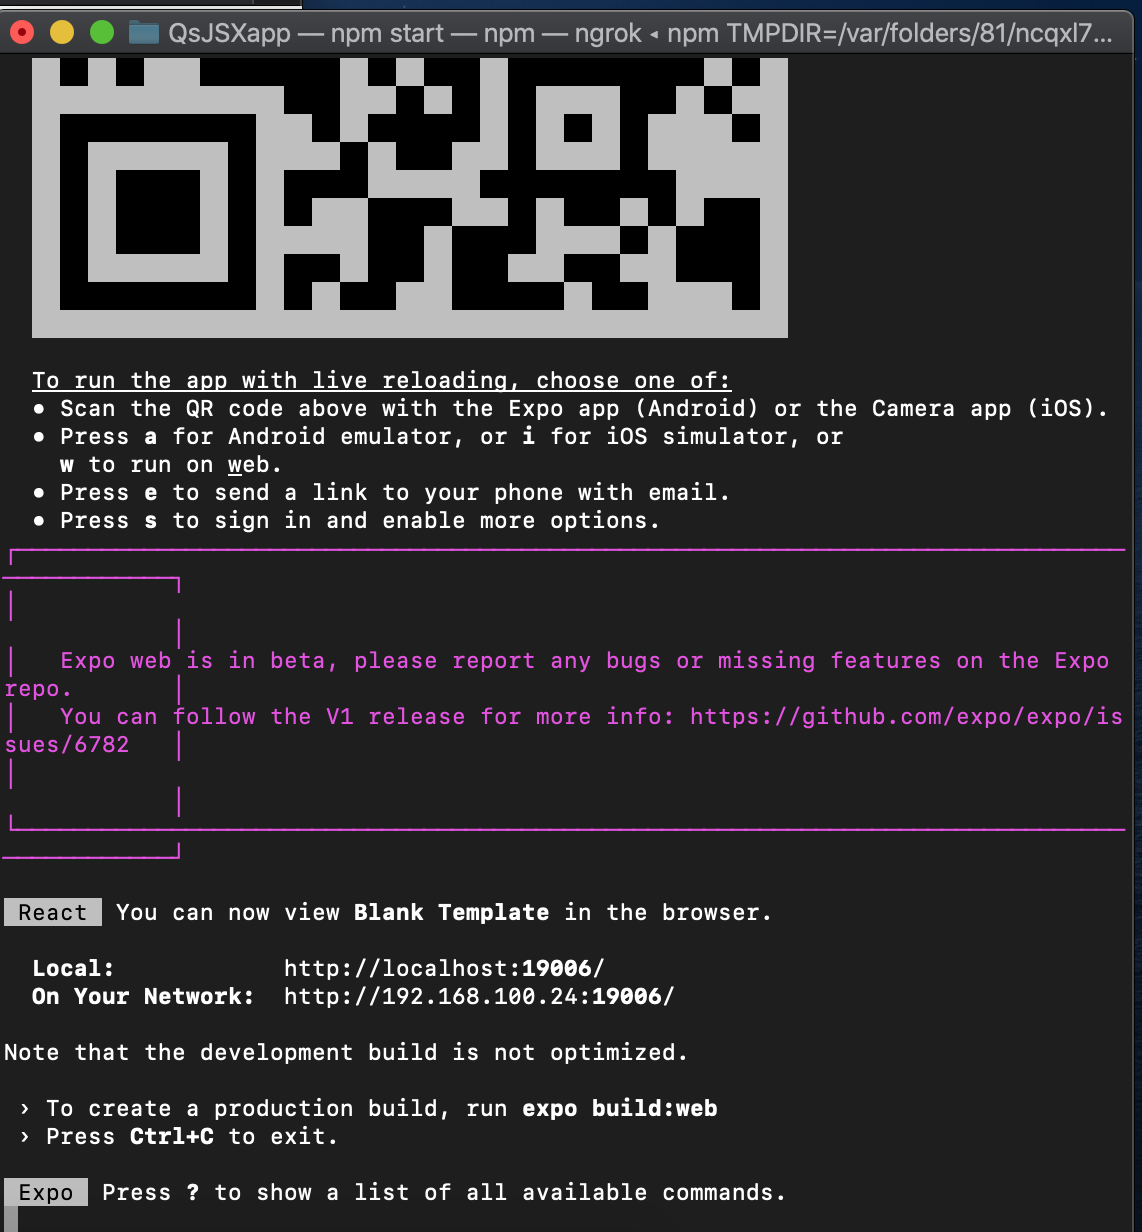 QsJSXapp — npm start — npm — ngrok ◂ npm TMPDIR=/var/folders/81/ncqxl7...
To run the app with live reloading, choose one of:
• Scan the QR code above with the Expo app (Android) or the Camera app (iOS).
• Press a for Android emulator, or i for iOS simulator, or
w to run on web.
• Press e to send a link to your phone with email.
• Press s to sign in and enable more options.
Expo web is in beta, please report any bugs or missing features on the Expo
repo.
You can follow the V1 release for more info: https://github.com/expo/expo/is
sues/6782
React You can now view Blank Template in the browser.
Local: http://localhost:19006/
On Your Network: http://192.168.100.24:19006/
Note that the development build is not optimized.
› To create a production build, run expo build:web
› Press Ctrl+C to exit.
Expo Press ? to show a list of all available commands.